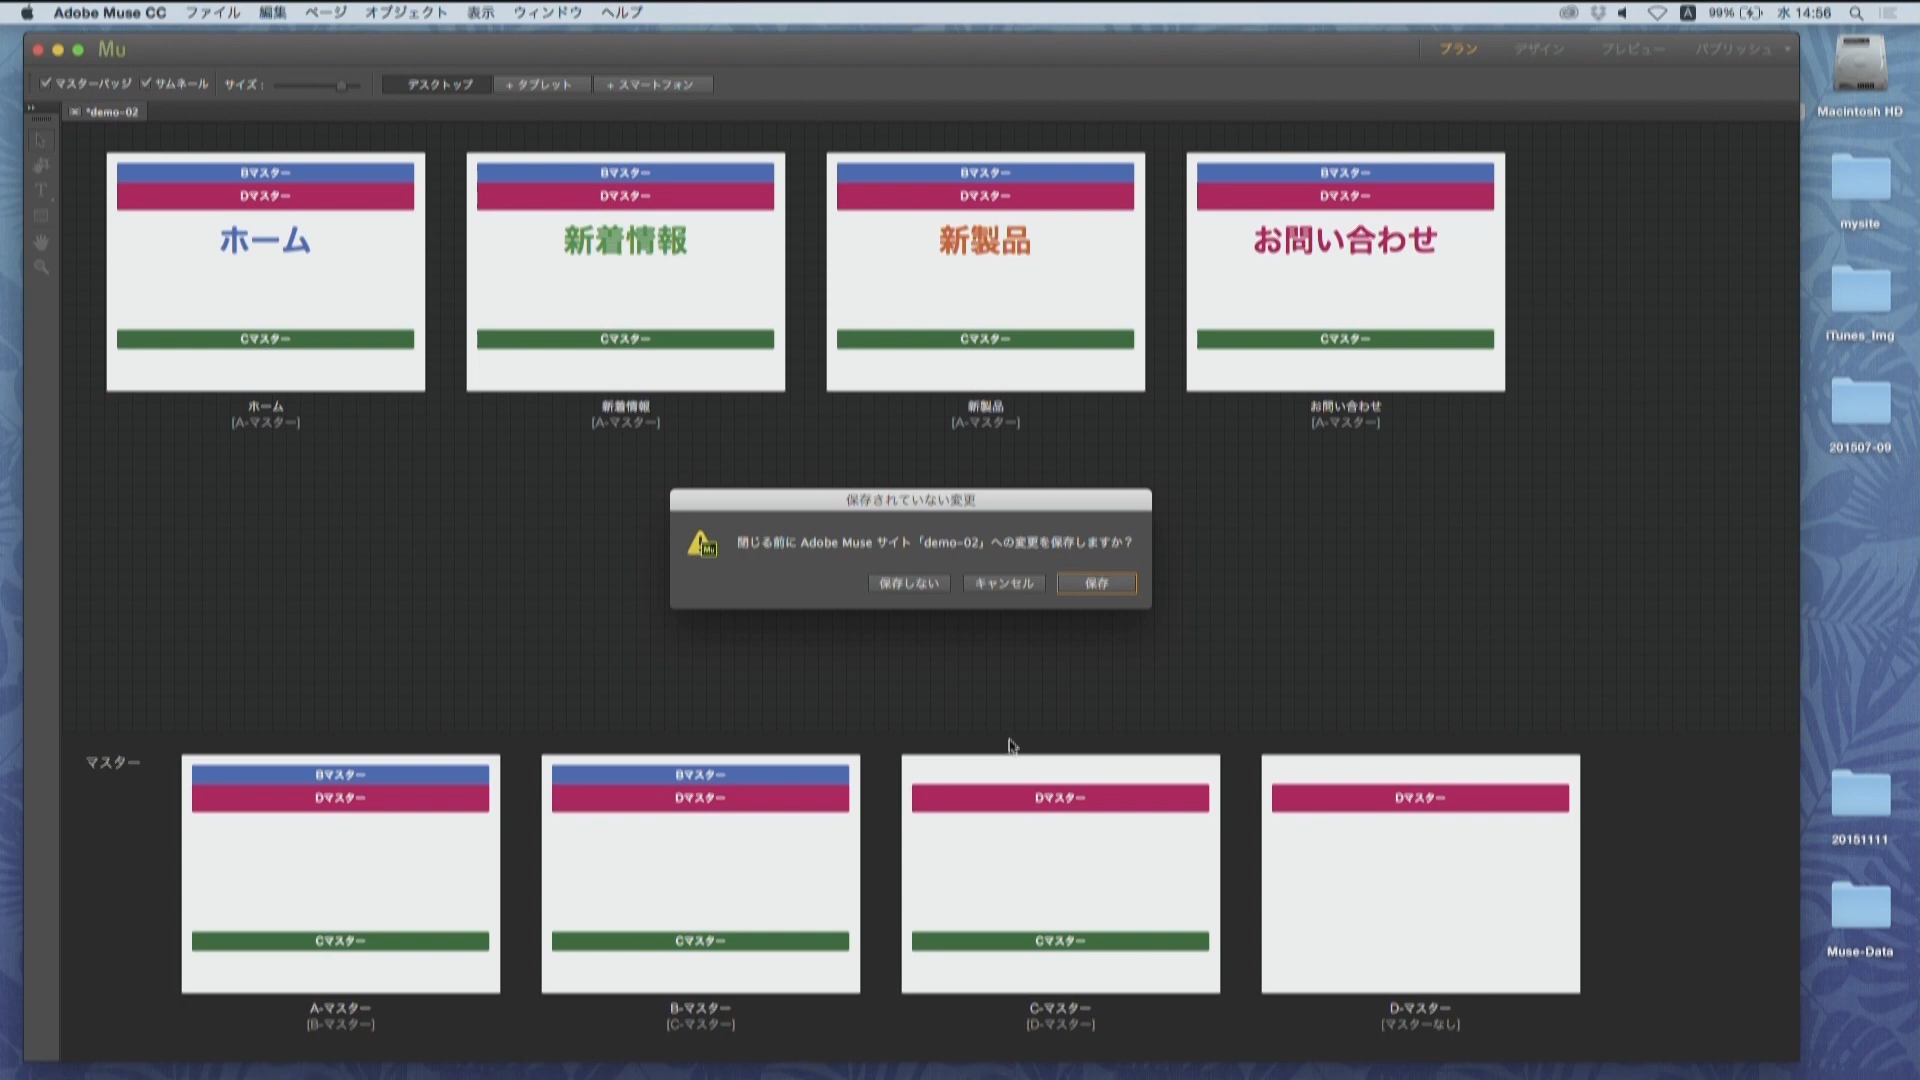 Adobe Muse CC ファイル 編集 ページ オブジェクト 表示 ウィンドウ ヘルプ 99% 水 14:56
Mu プラン デザイン プレビュー パブリッシュ
マスターバッジ サムネール サイズ： デスクトップ + タブレット + スマートフォン
*demo-02
Macintosh HD
mysite
iTunes_Img
201507-09
20151111
Muse-Data
Bマスター
Dマスター
ホーム
Cマスター
ホーム
[A-マスター]
Bマスター
Dマスター
新着情報
Cマスター
新着情報
[A-マスター]
Bマスター
Dマスター
新製品
Cマスター
新製品
[A-マスター]
Bマスター
Dマスター
お問い合わせ
Cマスター
お問い合わせ
[A-マスター]
保存されていない変更
閉じる前に Adobe Muse サイト「demo-02」への変更を保存しますか？
保存しない キャンセル 保存
マスター
Bマスター
Dマスター
Cマスター
A-マスター
[B-マスター]
Bマスター
Dマスター
Cマスター
B-マスター
[C-マスター]
Dマスター
Cマスター
C-マスター
[D-マスター]
Dマスター
D-マスター
[マスターなし]